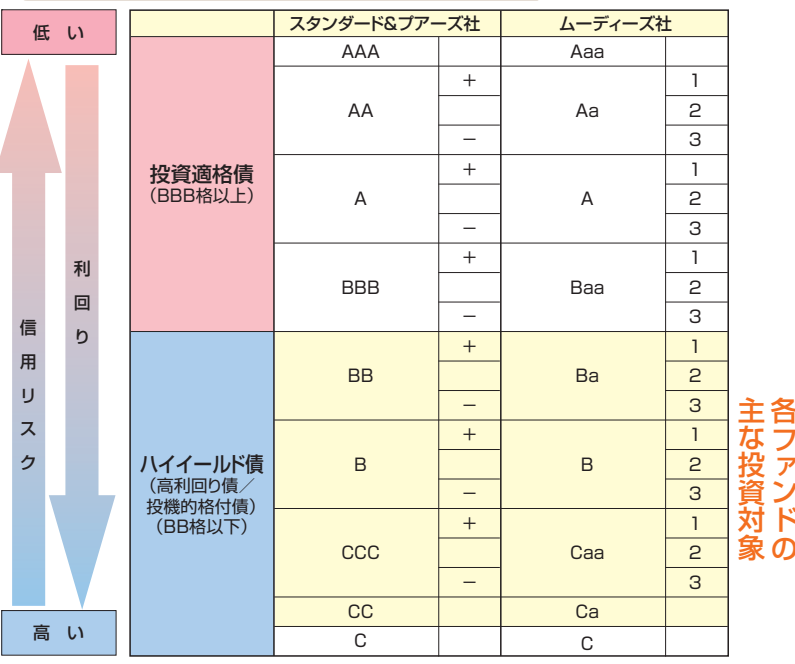 低い
スタンダード&プアーズ社 ムーディーズ社
AAA Aaa
+ 1
AA Aa 2
− 3
投資適格債
(BBB格以上)
+ 1
A A 2
− 3
+ 1
BBB Baa 2
− 3
利回り
信用リスク
+ 1
BB Ba 2
− 3
ハイイールド債
(高利回り債/
投機的格付債)
(BB格以下)
+ 1
B B 2
− 3
+ 1
CCC Caa 2
− 3
CC Ca
C C
高い
各ファンドの
主な投資対象